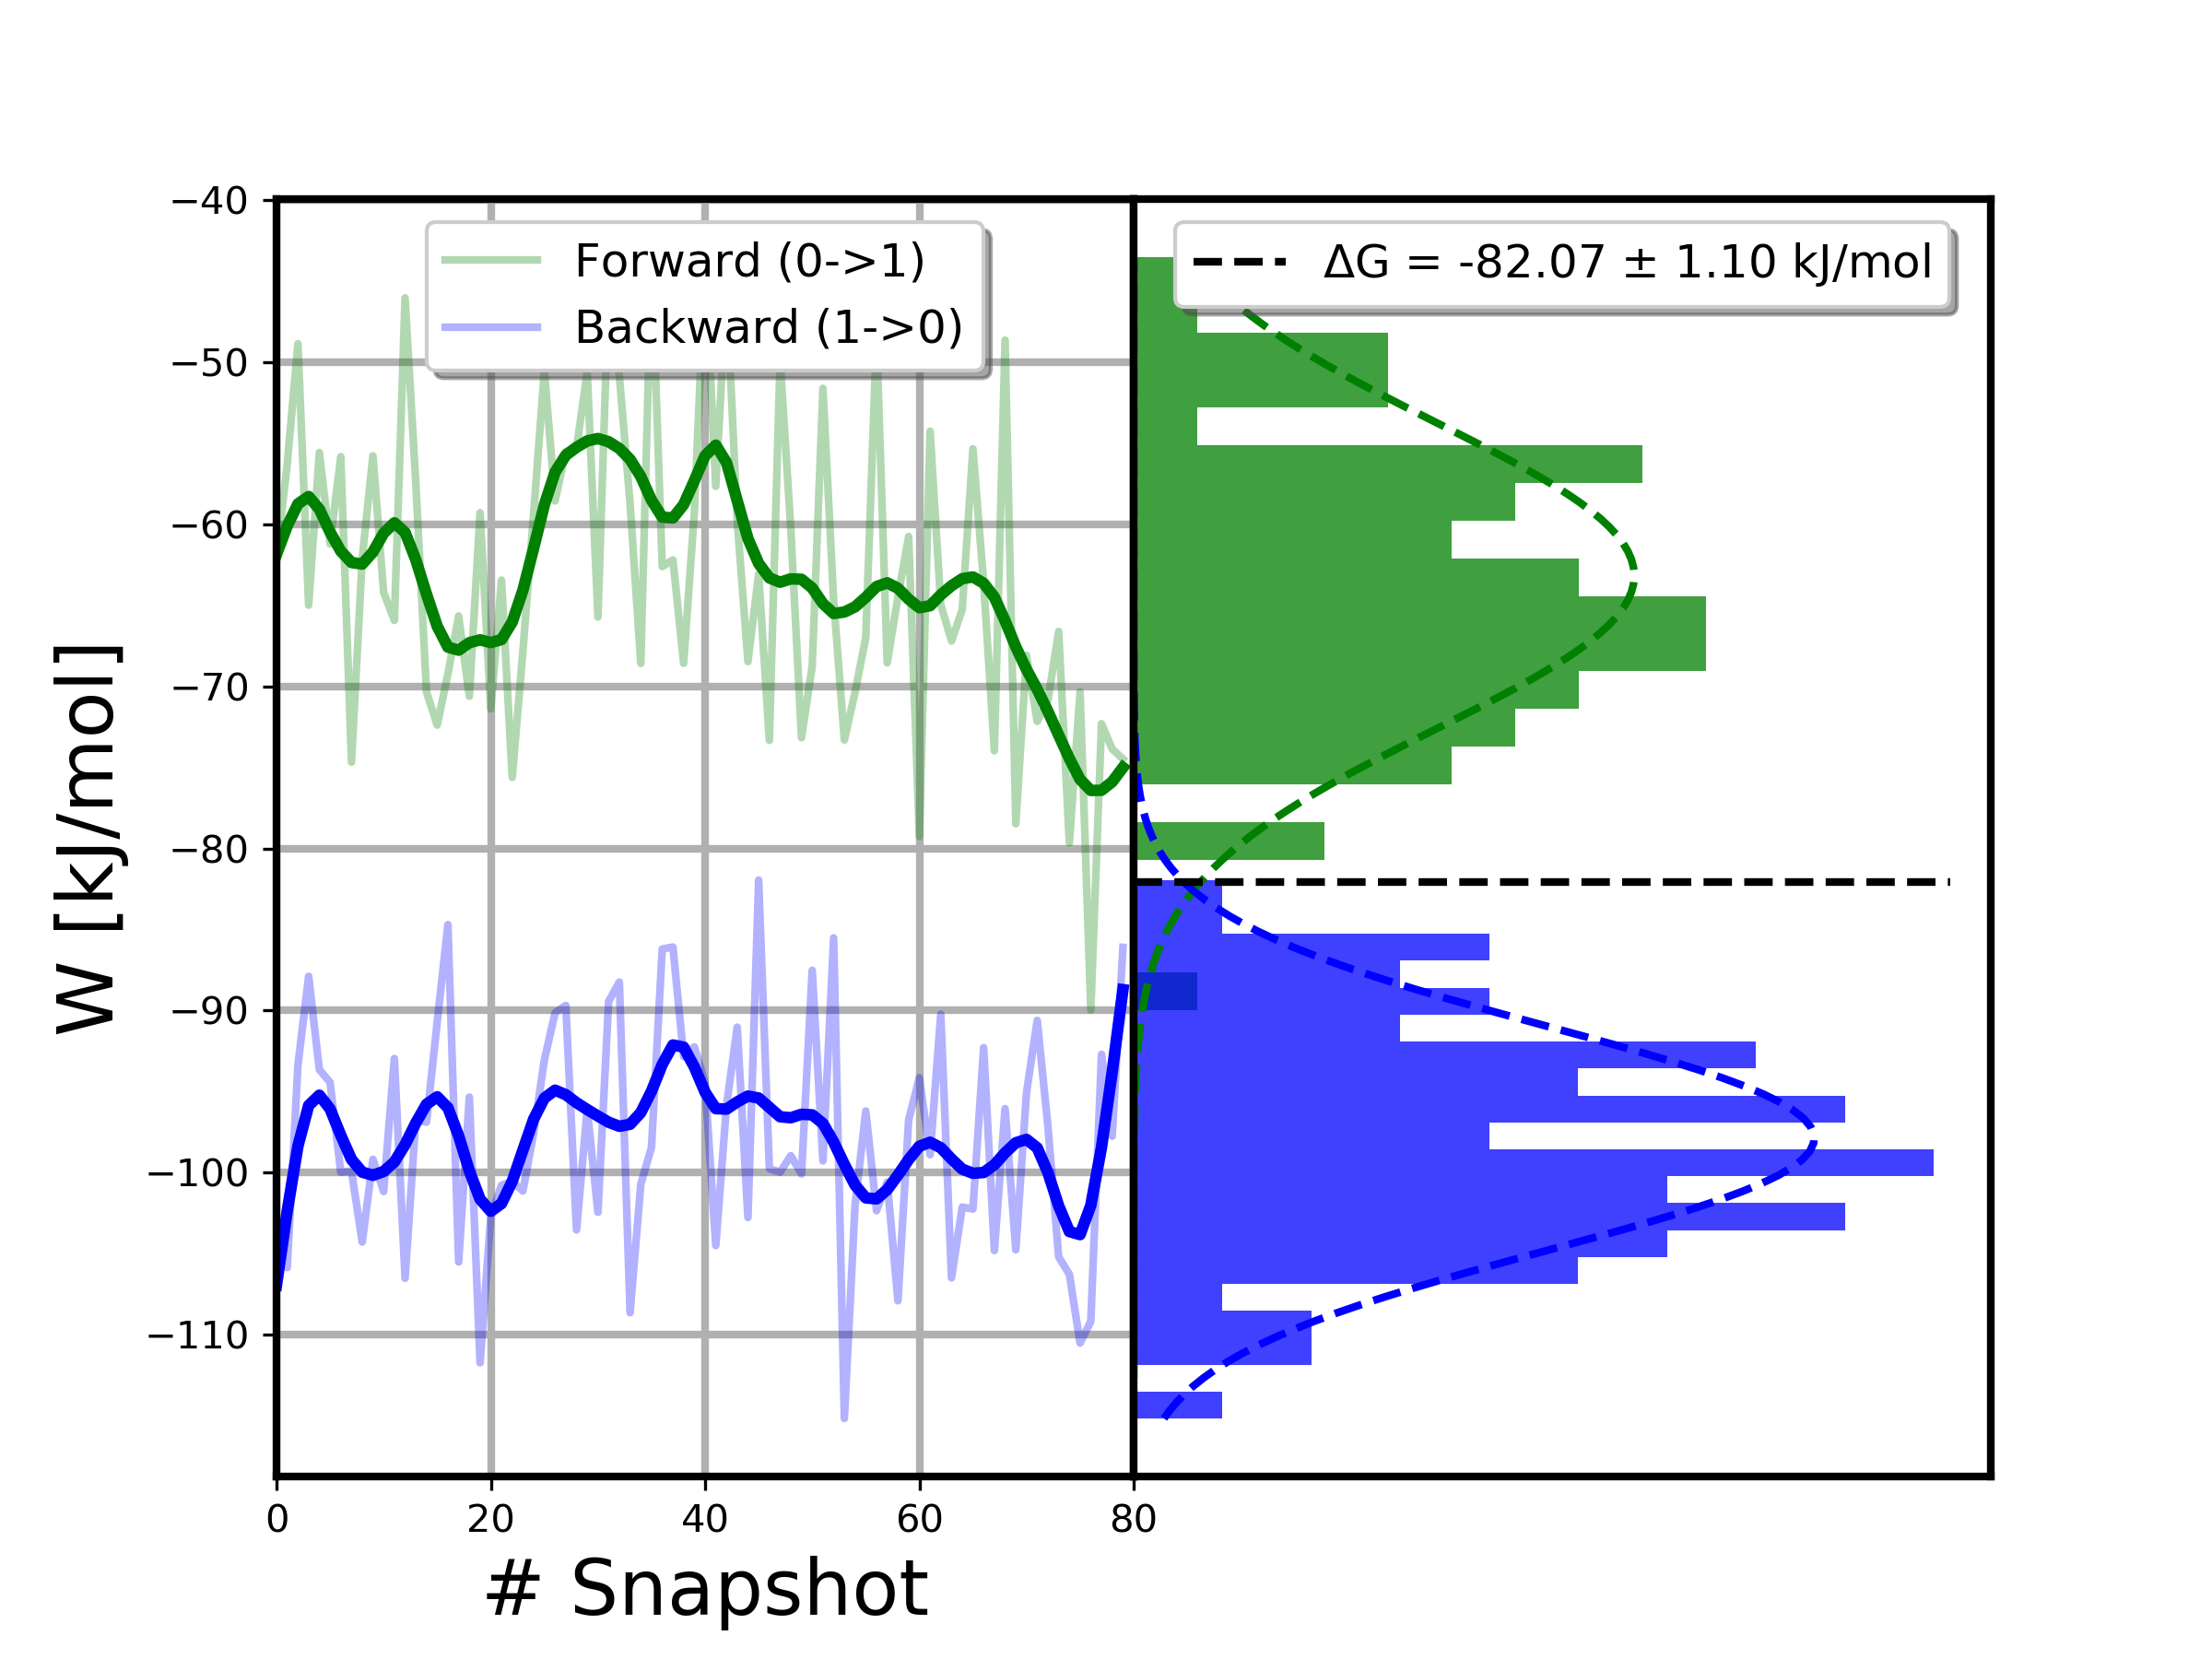 −40
−50
−60
−70
−80
−90
−100
−110
W [kJ/mol]
Forward (0->1)
Backward (1->0)
ΔG = -82.07 ± 1.10 kJ/mol
0 20 40 60 80
# Snapshot